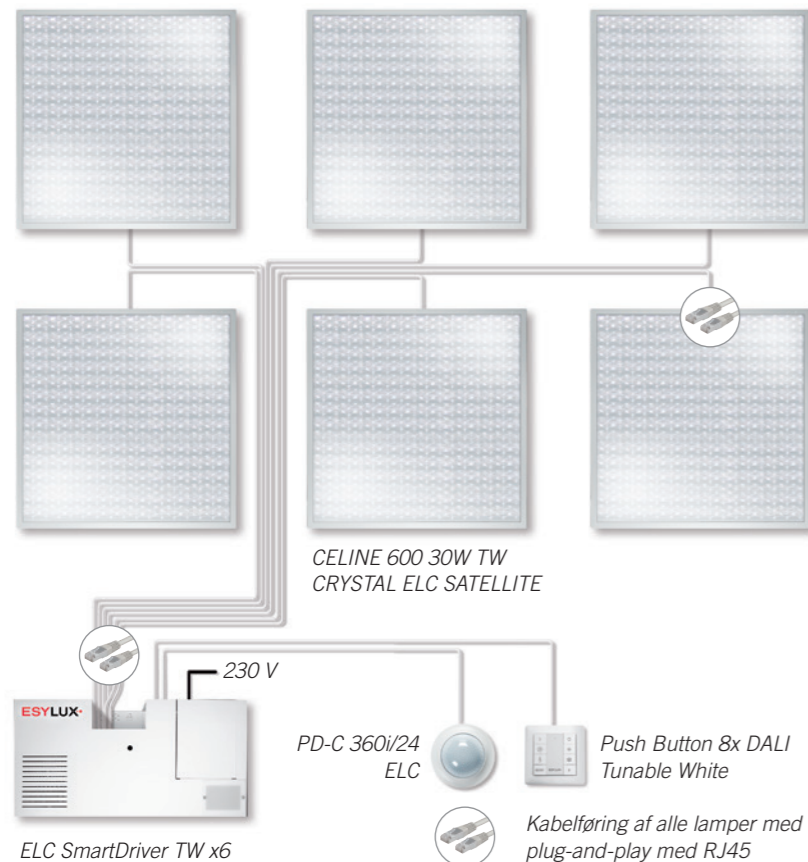 CELINE 600 30W TW
CRYSTAL ELC SATELLITE
230 V
ESYLUX
PD-C 360i/24
ELC
Push Button 8x DALI
Tunable White
ELC SmartDriver TW x6
Kabelføring af alle lamper med
plug-and-play med RJ45